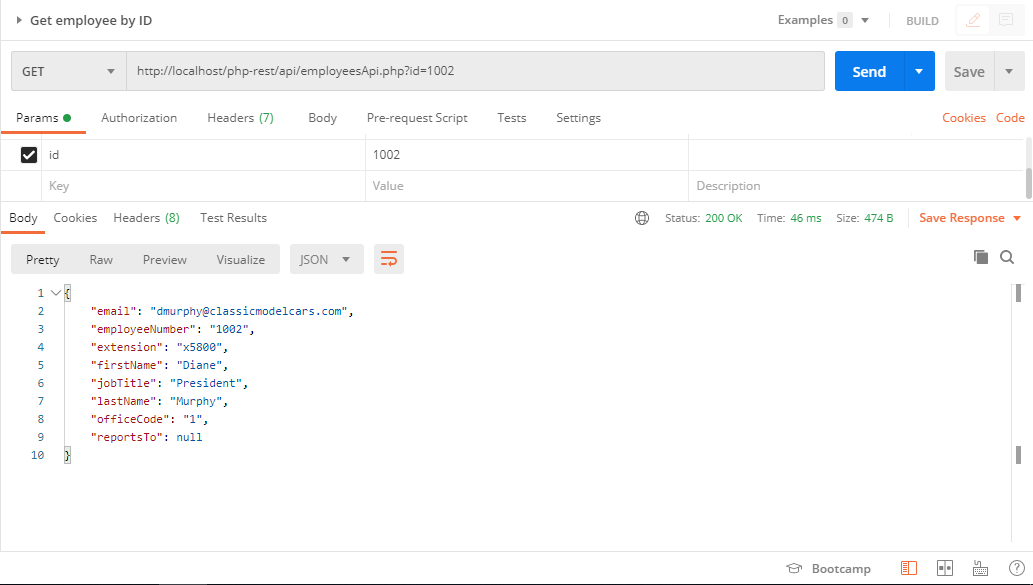 Get employee by ID Examples 0 BUILD
GET http://localhost/php-rest/api/employeesApi.php?id=1002 Send Save
Params Authorization Headers (7) Body Pre-request Script Tests Settings Cookies Code
id 1002
Key Value Description
Body Cookies Headers (8) Test Results Status: 200 OK Time: 46 ms Size: 474 B Save Response
Pretty Raw Preview Visualize JSON
1 {
2 "email": "dmurphy@classicmodelcars.com",
3 "employeeNumber": "1002",
4 "extension": "x5800",
5 "firstName": "Diane",
6 "jobTitle": "President",
7 "lastName": "Murphy",
8 "officeCode": "1",
9 "reportsTo": null
10 }
Bootcamp ?